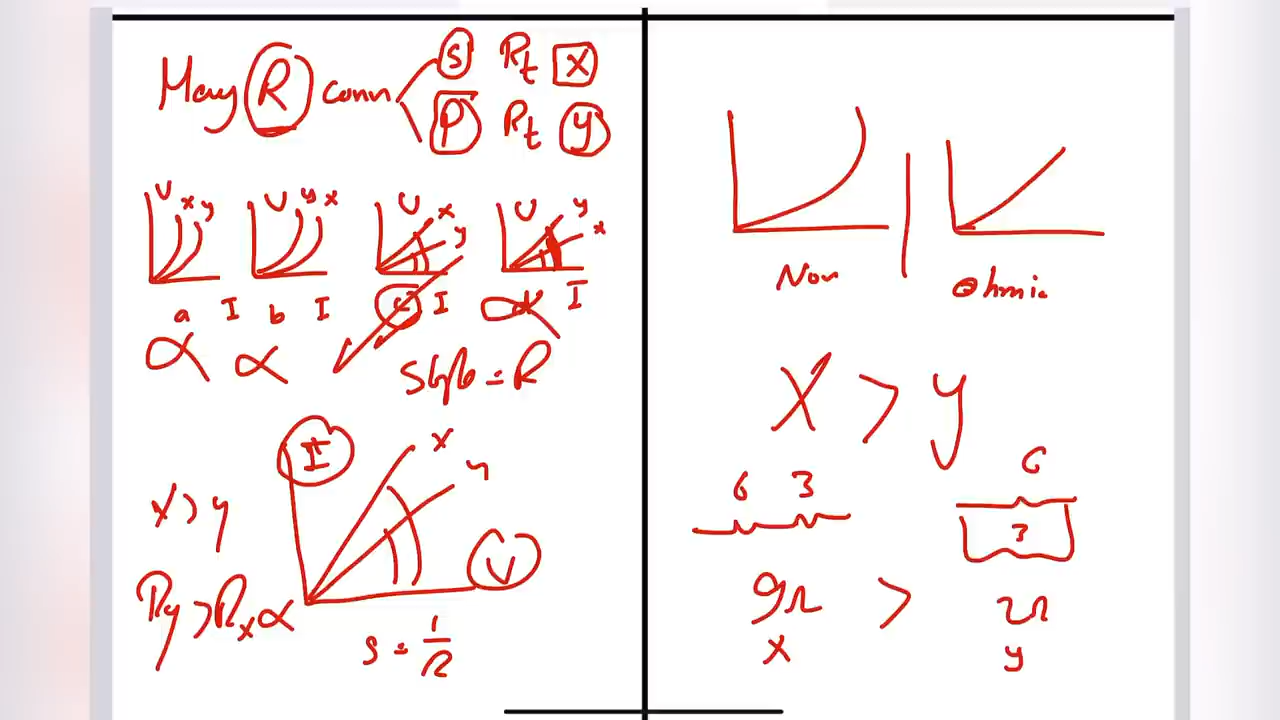 Many R conn
S Rt X
P Rt y
V x y
V y x
V x y
V y x
a I b I c I I
Slope = R
I x
y
x > y
V
Ry > Rx
S = 1/R
Non
Ohmic
X > y
6 3
6
3
9Ω > 2Ω
x y